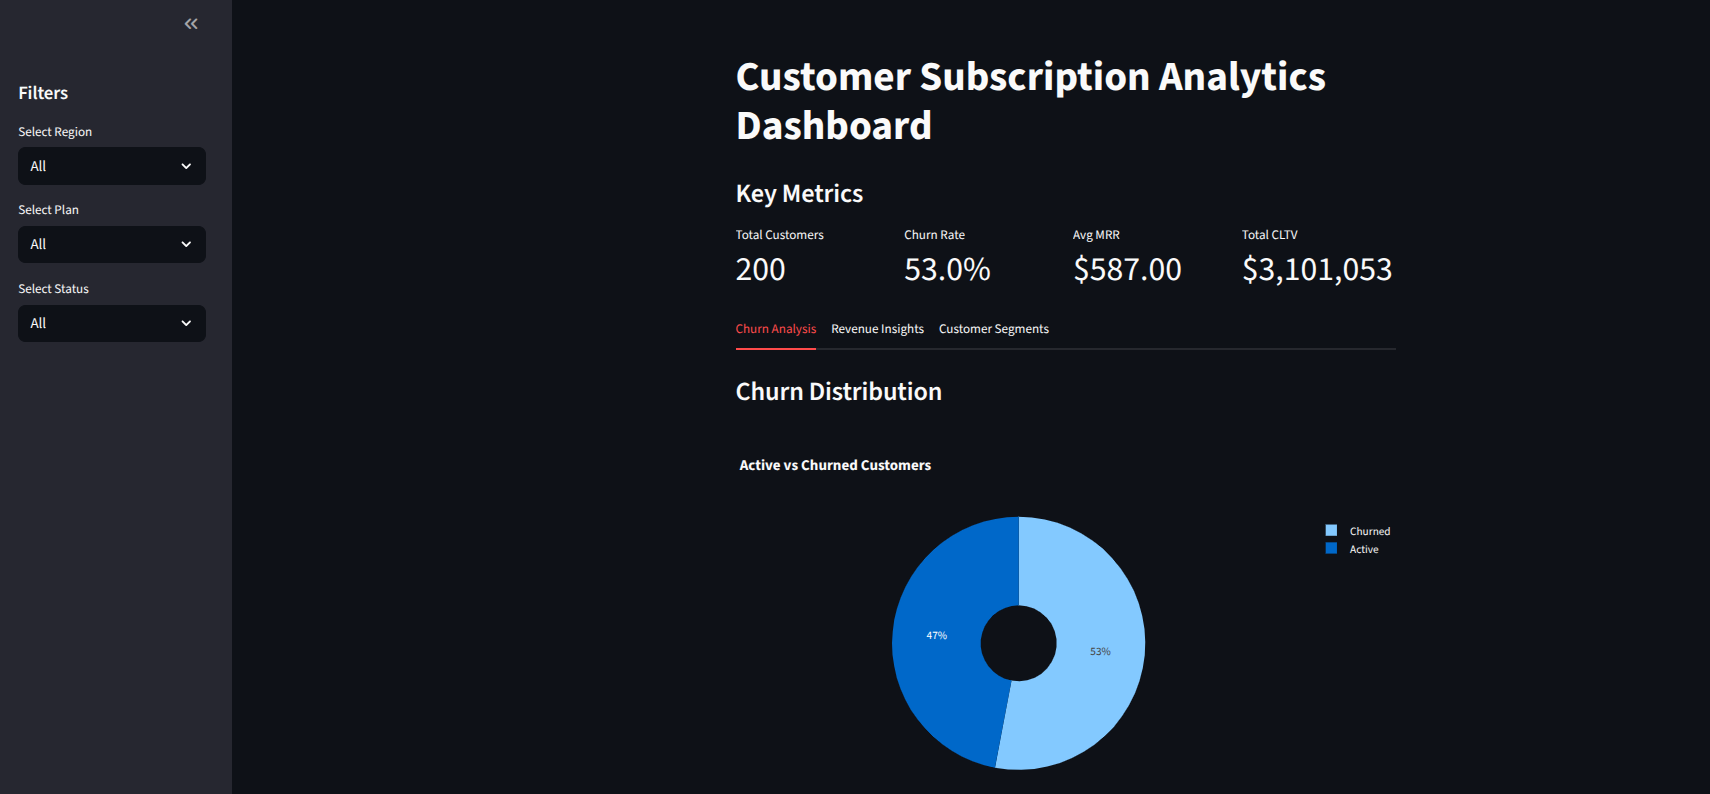 Filters
Select Region
All
Select Plan
All
Select Status
All
Customer Subscription Analytics
Dashboard
Key Metrics
Total Customers
200
Churn Rate
53.0%
Avg MRR
$587.00
Total CLTV
$3,101,053
Churn Analysis Revenue Insights Customer Segments
Churn Distribution
Active vs Churned Customers
Churned
Active
47%
53%